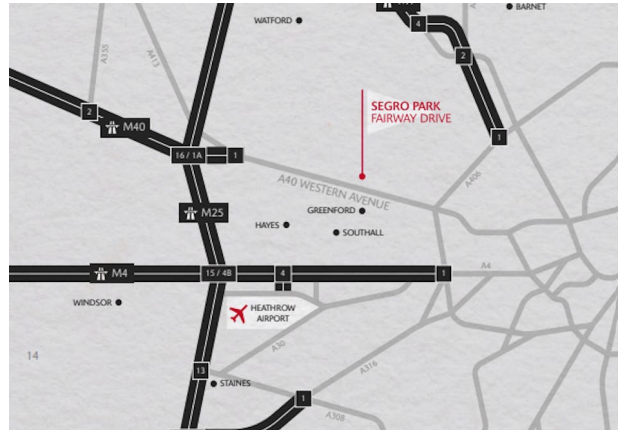 BARNET
WATFORD
4
2
A355
A413
SEGRO PARK
FAIRWAY DRIVE
2
M40
1
16 / 1A
1
A40 WESTERN AVENUE
A406
M25
GREENFORD
HAYES
SOUTHALL
M4
15 / 4B
4
1
A4
WINDSOR
HEATHROW
AIRPORT
A30
14
A316
13
STAINES
1
A308